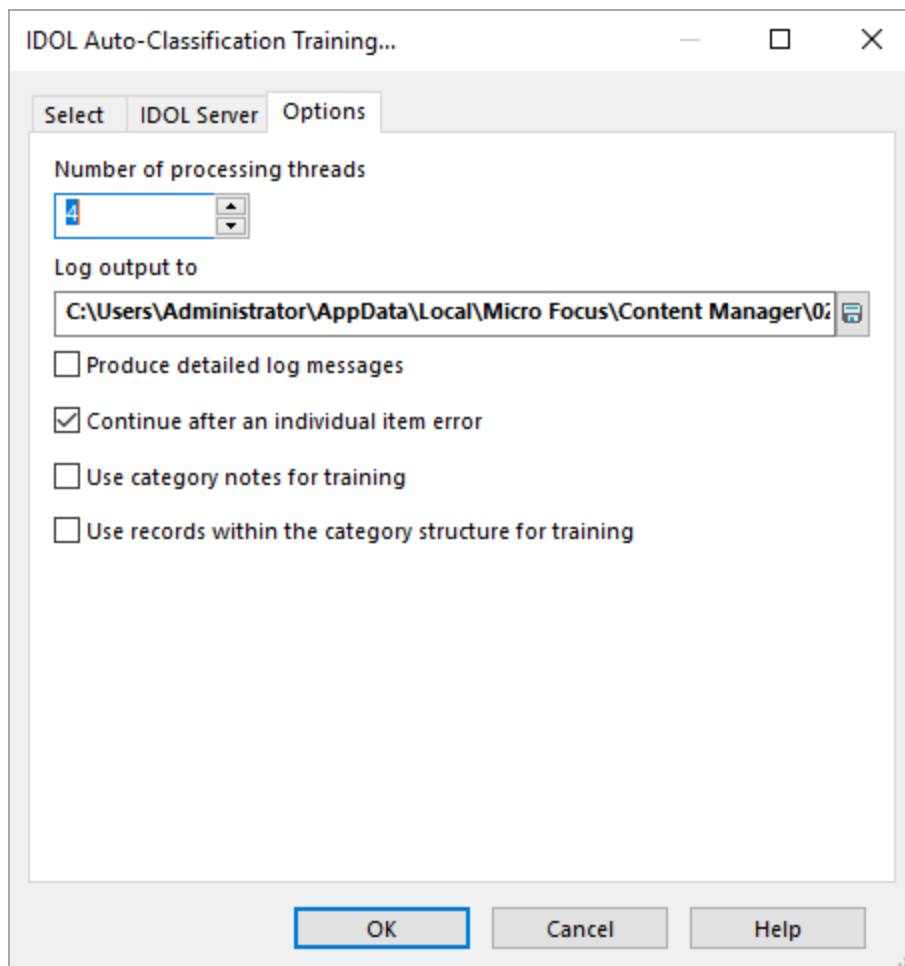 IDOL Auto-Classification Training...
Select IDOL Server Options
Number of processing threads
4
Log output to
C:\Users\Administrator\AppData\Local\Micro Focus\Content Manager\02
Produce detailed log messages
Continue after an individual item error
Use category notes for training
Use records within the category structure for training
OK Cancel Help